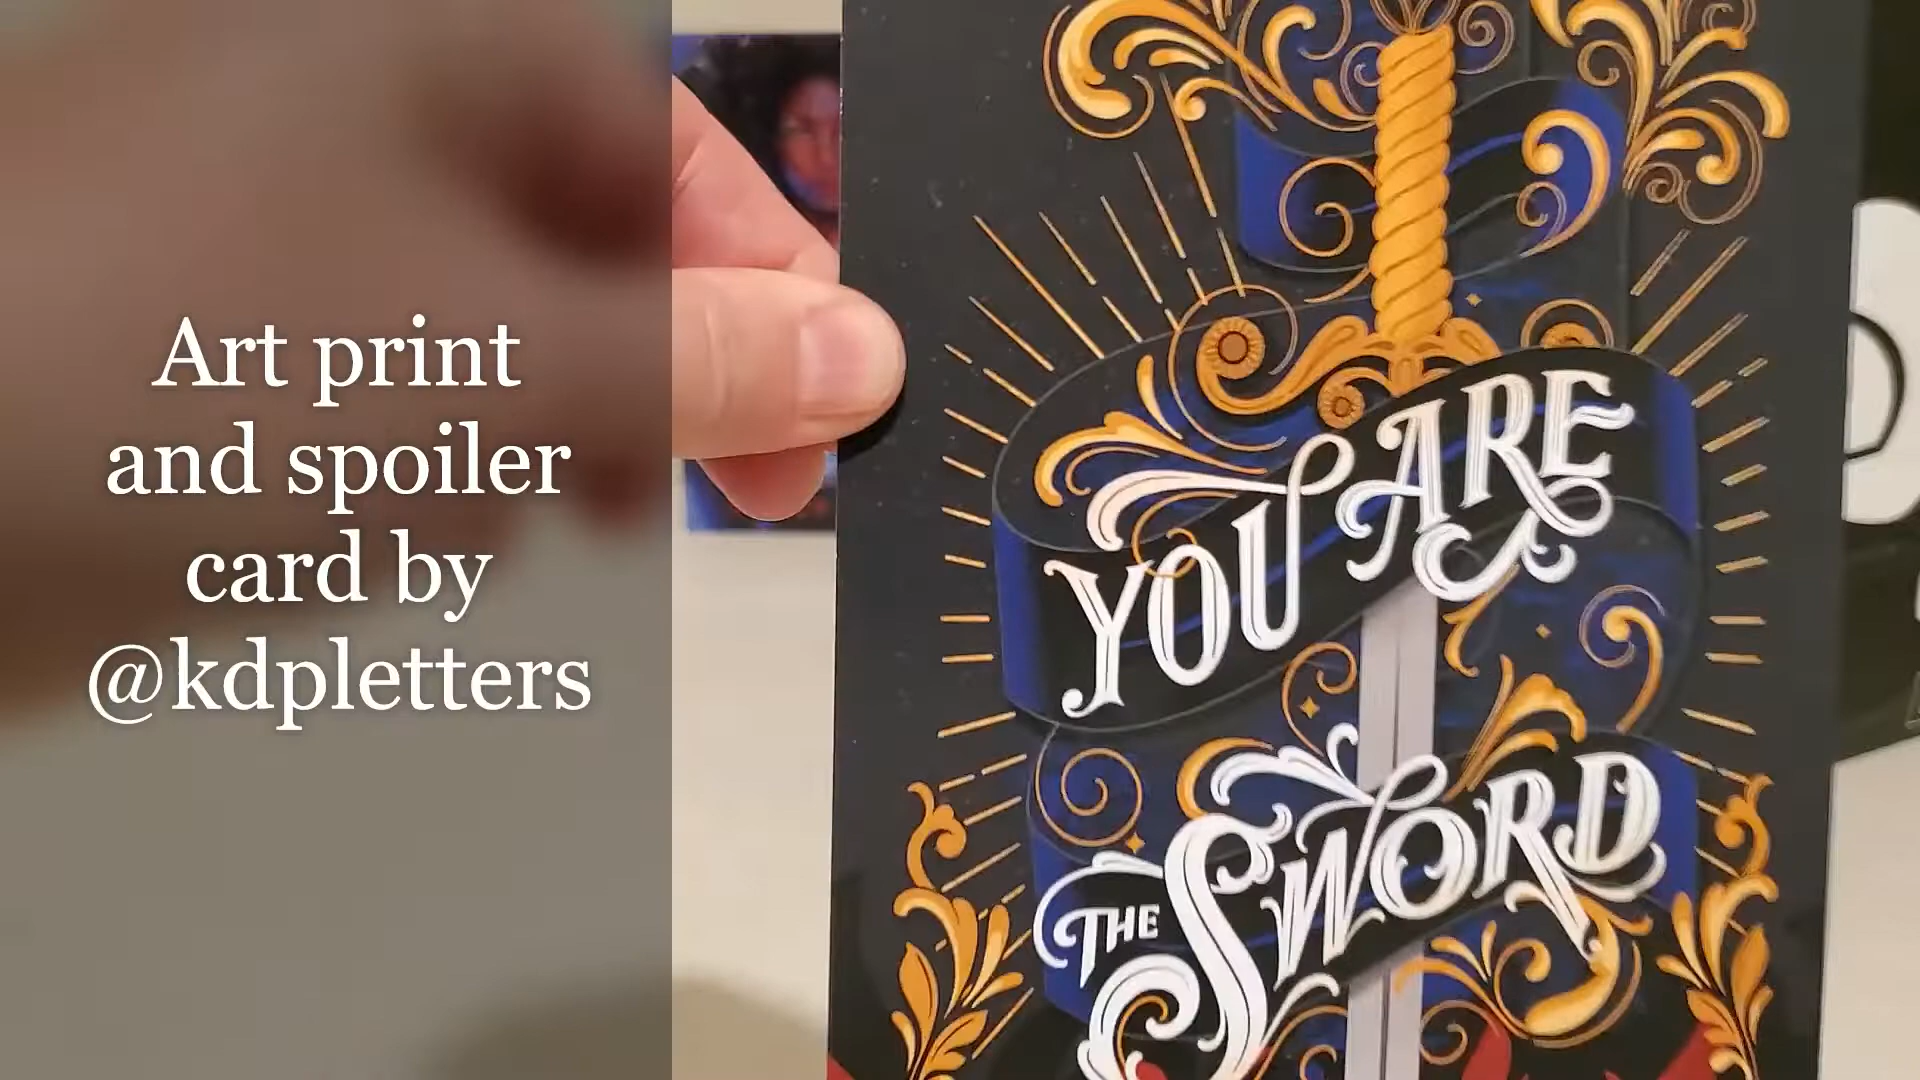 Art print
and spoiler
card by
@kdpletters
YOU ARE
THE SWORD